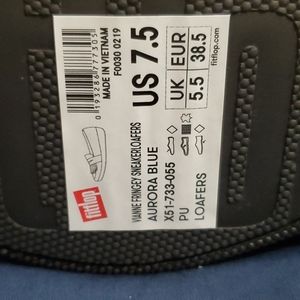 fitflop
VIANNE FRINGEY SNEAKERLOAFERS
AURORA BLUE
X51-733-055
PU
LOAFERS
US 7.5
UK
5.5
EUR
38.5
fitflop.com
0193286777305
MADE IN VIETNAM
F0030 0219